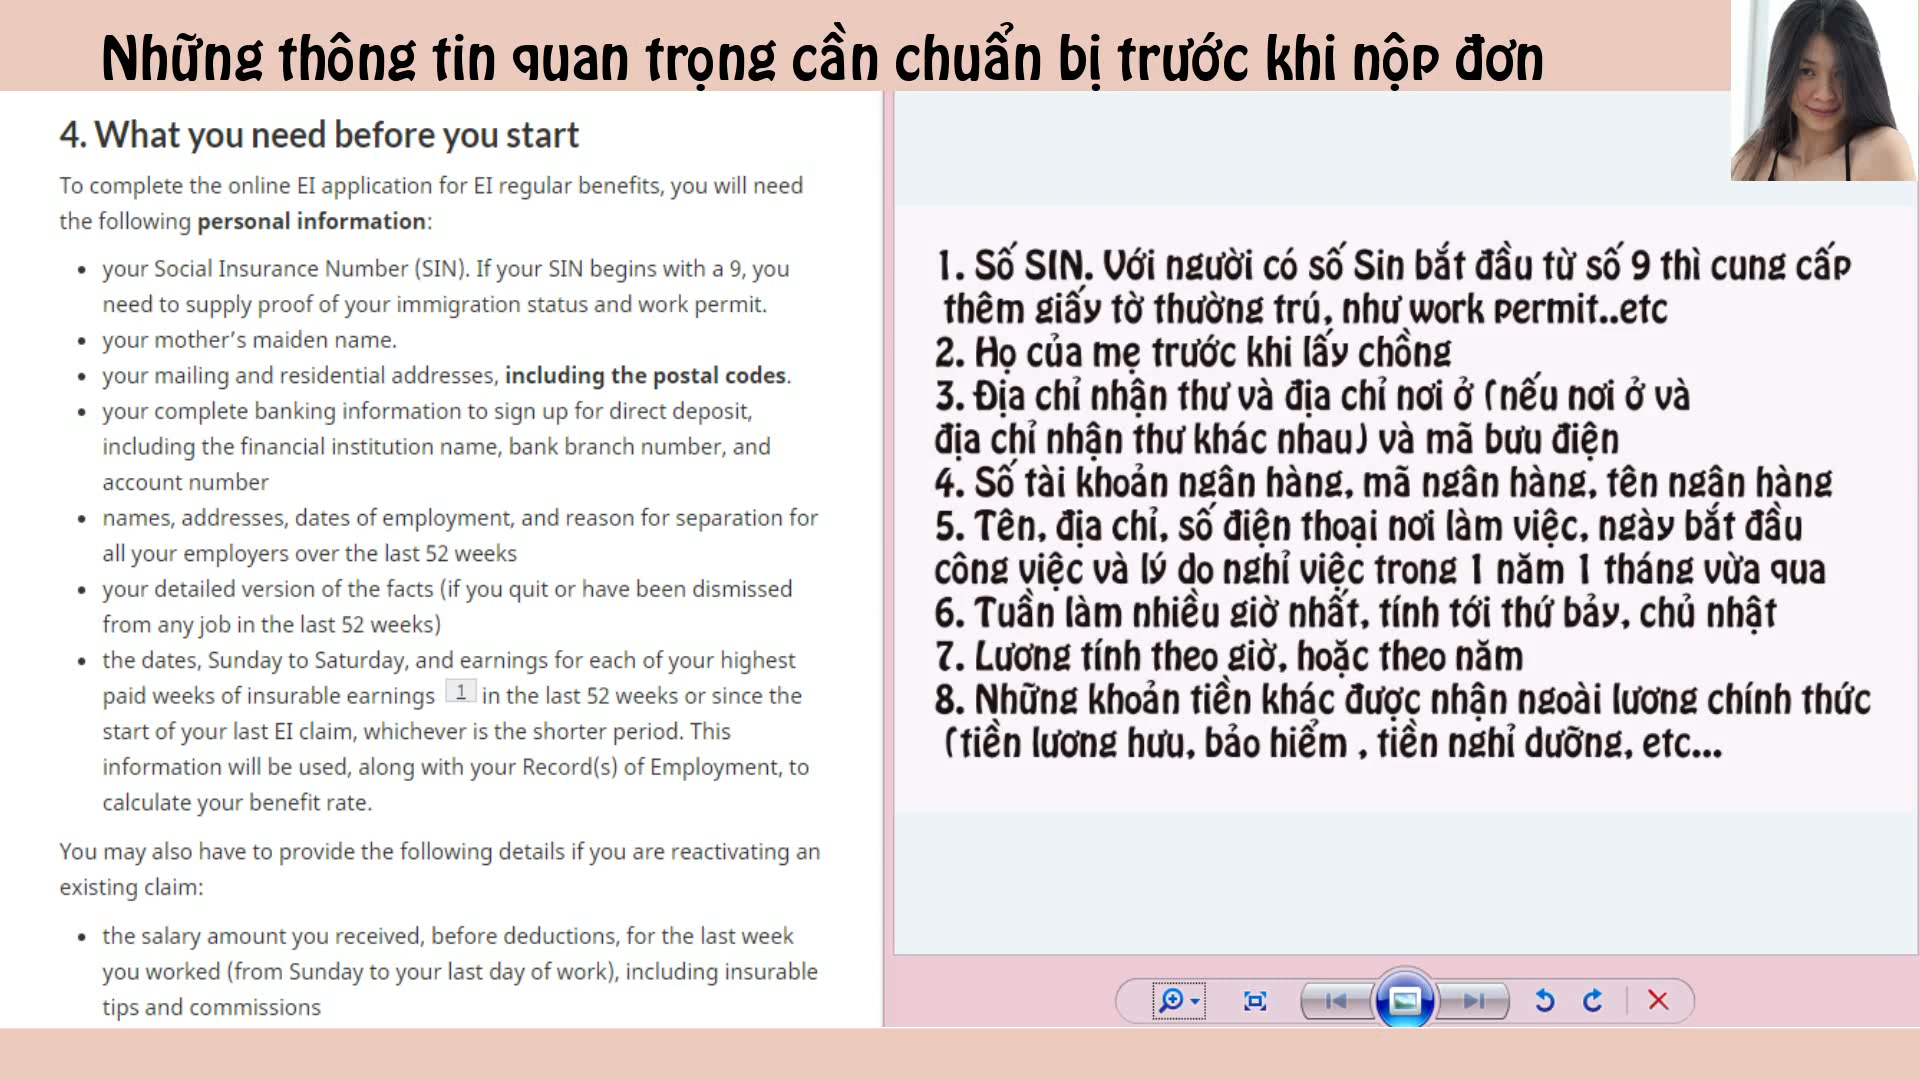 Những thông tin quan trọng cần chuẩn bị trước khi nộp đơn
4. What you need before you start
To complete the online EI application for EI regular benefits, you will need
the following personal information:
• your Social Insurance Number (SIN). If your SIN begins with a 9, you
need to supply proof of your immigration status and work permit.
• your mother’s maiden name.
• your mailing and residential addresses, including the postal codes.
• your complete banking information to sign up for direct deposit,
including the financial institution name, bank branch number, and
account number
• names, addresses, dates of employment, and reason for separation for
all your employers over the last 52 weeks
• your detailed version of the facts (if you quit or have been dismissed
from any job in the last 52 weeks)
• the dates, Sunday to Saturday, and earnings for each of your highest
paid weeks of insurable earnings 1 in the last 52 weeks or since the
start of your last EI claim, whichever is the shorter period. This
information will be used, along with your Record(s) of Employment, to
calculate your benefit rate.
You may also have to provide the following details if you are reactivating an
existing claim:
• the salary amount you received, before deductions, for the last week
you worked (from Sunday to your last day of work), including insurable
tips and commissions
1. Số SIN. Với người có số Sin bắt đầu từ số 9 thì cung cấp
thêm giấy tờ thường trú, như work permit..etc
2. Họ của mẹ trước khi lấy chồng
3. Địa chỉ nhận thư và địa chỉ nơi ở (nếu nơi ở và
địa chỉ nhận thư khác nhau) và mã bưu điện
4. Số tài khoản ngân hàng, mã ngân hàng, tên ngân hàng
5. Tên, địa chỉ, số điện thoại nơi làm việc, ngày bắt đầu
công việc và lý do nghỉ việc trong 1 năm 1 tháng vừa qua
6. Tuần làm nhiều giờ nhất, tính tới thứ bảy, chủ nhật
7. Lương tính theo giờ, hoặc theo năm
8. Những khoản tiền khác được nhận ngoài lương chính thức
(tiền lương hưu, bảo hiểm , tiền nghỉ dưỡng, etc...